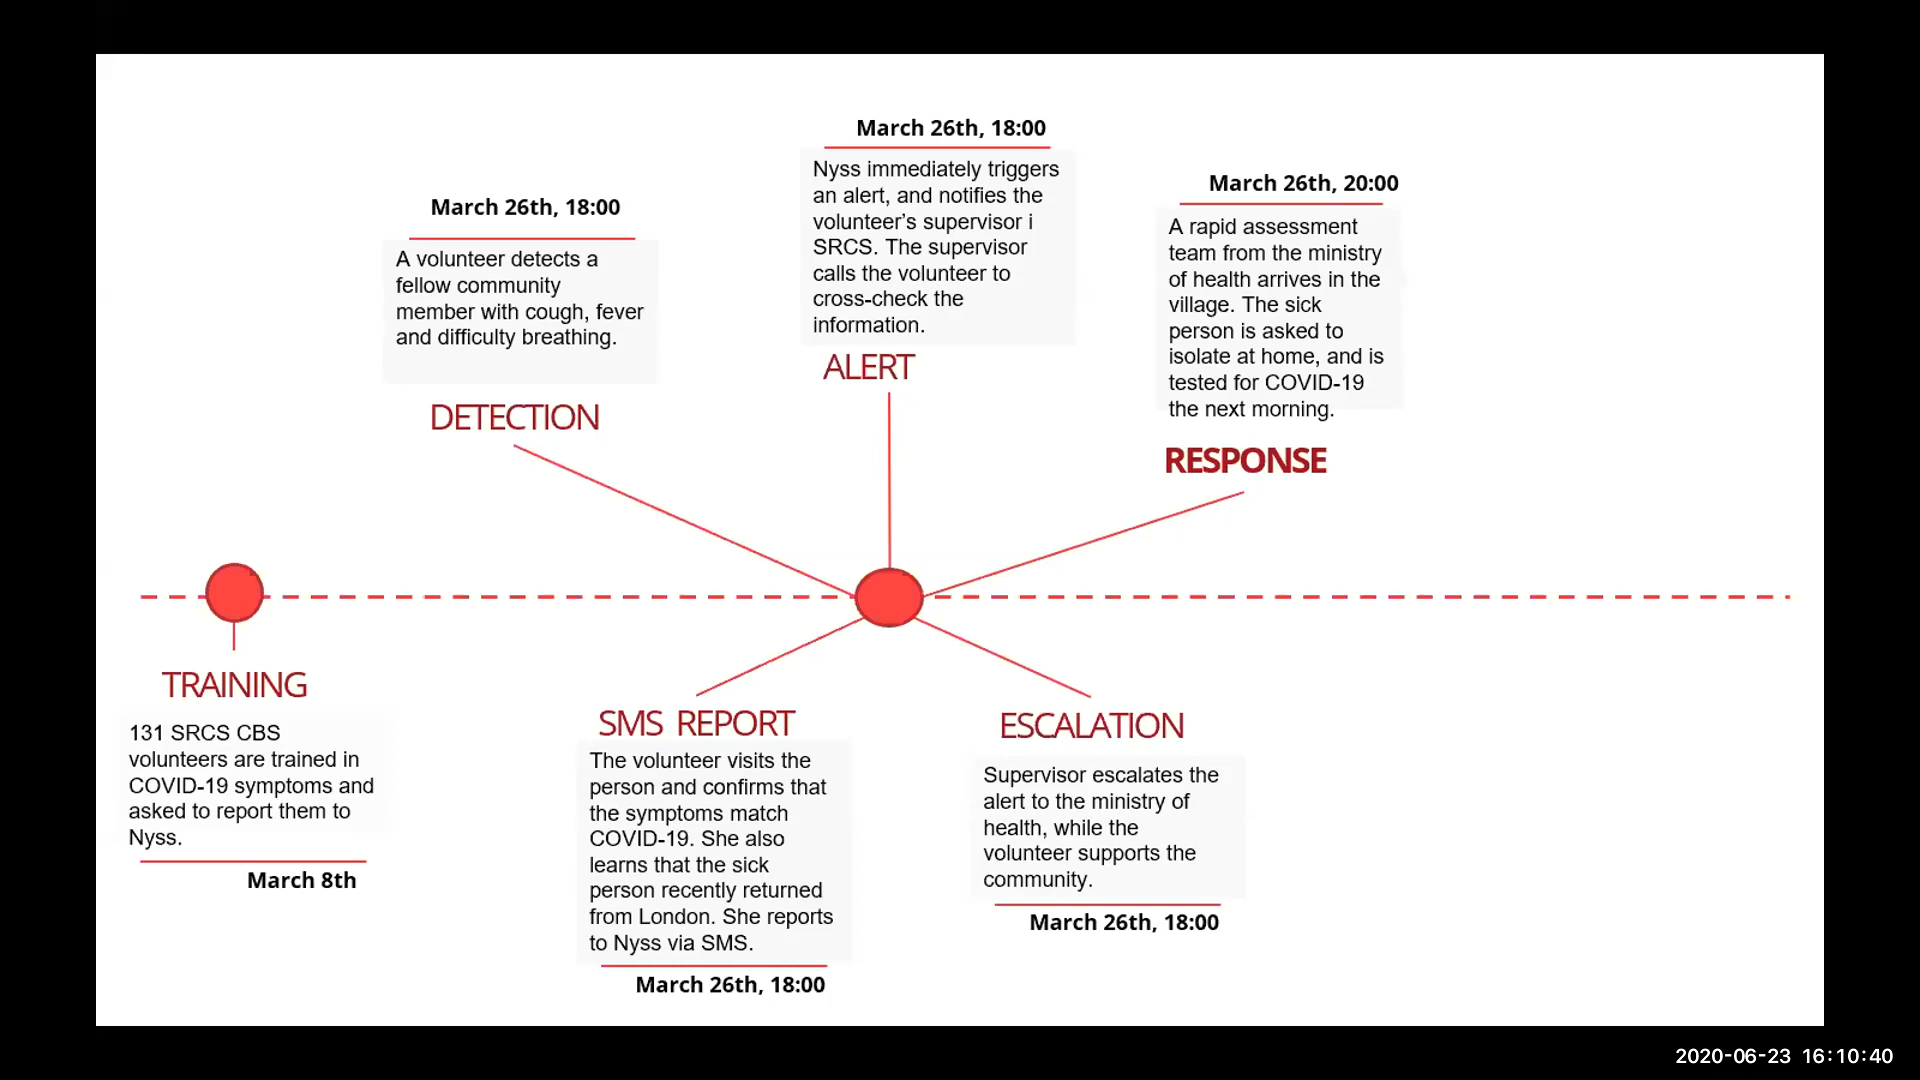 March 26th, 18:00
A volunteer detects a
fellow community
member with cough, fever
and difficulty breathing.
DETECTION
March 26th, 18:00
Nyss immediately triggers
an alert, and notifies the
volunteer’s supervisor i
SRCS. The supervisor
calls the volunteer to
cross-check the
information.
ALERT
March 26th, 20:00
A rapid assessment
team from the ministry
of health arrives in the
village. The sick
person is asked to
isolate at home, and is
tested for COVID-19
the next morning.
RESPONSE
TRAINING
131 SRCS CBS
volunteers are trained in
COVID-19 symptoms and
asked to report them to
Nyss.
March 8th
SMS REPORT
The volunteer visits the
person and confirms that
the symptoms match
COVID-19. She also
learns that the sick
person recently returned
from London. She reports
to Nyss via SMS.
March 26th, 18:00
ESCALATION
Supervisor escalates the
alert to the ministry of
health, while the
volunteer supports the
community.
March 26th, 18:00
2020-06-23 16:10:40